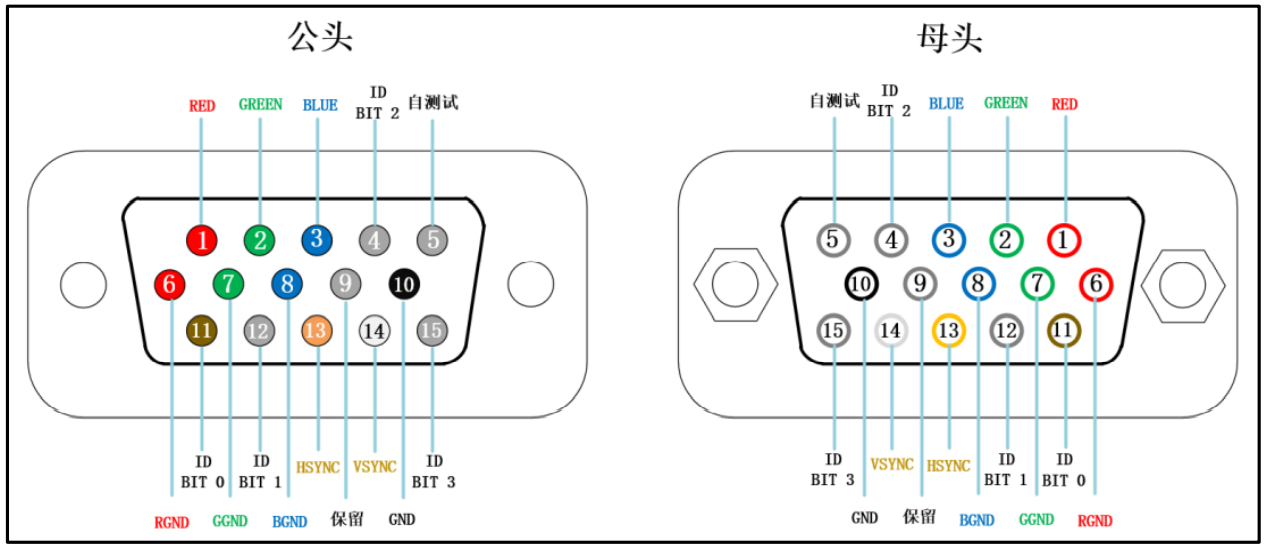 公头
母头
RED GREEN BLUE ID BIT 2 自测试
1 2 3 4 5
6 7 8 9 10
11 12 13 14 15
ID BIT 0 ID BIT 1 HSYNC VSYNC ID BIT 3
RGND GGND BGND 保留 GND
自测试 ID BIT 2 BLUE GREEN RED
5 4 3 2 1
10 9 8 7 6
15 14 13 12 11
ID BIT 3 VSYNC HSYNC ID BIT 1 ID BIT 0
GND 保留 BGND GGND RGND